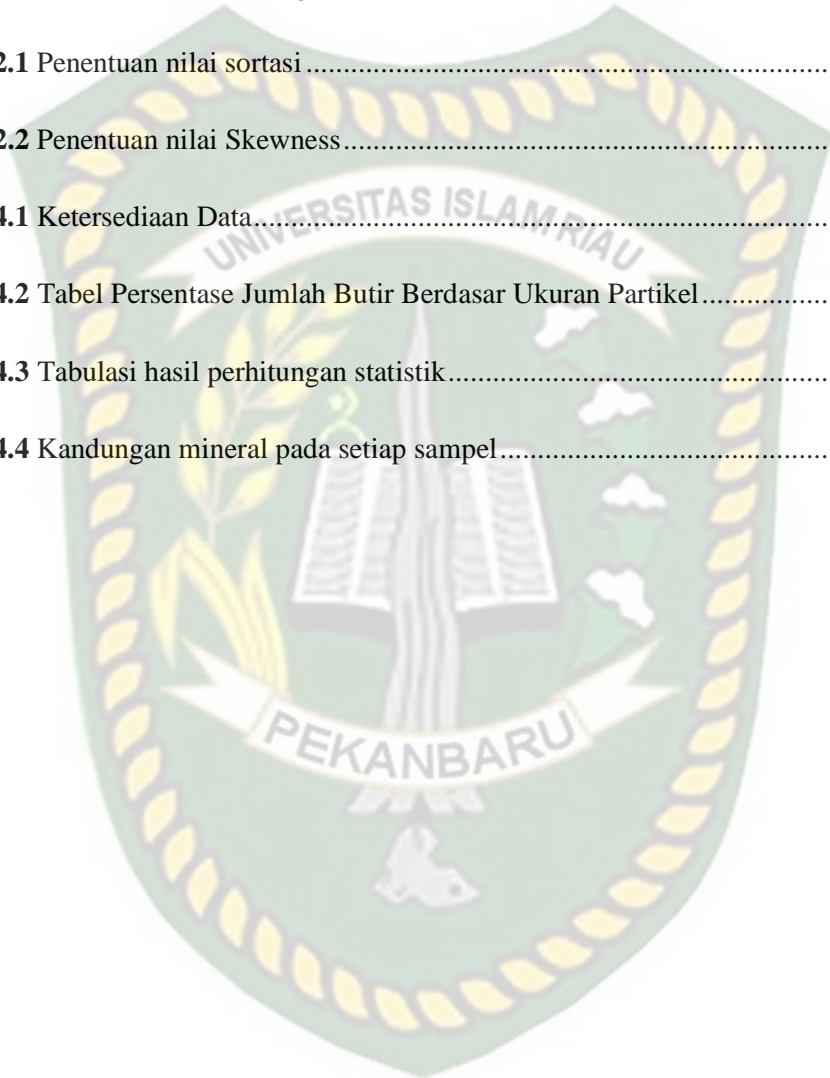 2.1 Penentuan nilai sortasi ................................................................
2.2 Penentuan nilai Skewness ................................................................
4.1 Ketersediaan Data ................................................................
4.2 Tabel Persentase Jumlah Butir Berdasar Ukuran Partikel ................
4.3 Tabulasi hasil perhitungan statistik ................................................
4.4 Kandungan mineral pada setiap sampel ................................................
UNIVERSITAS ISLAM RIAU
PEKANBARU